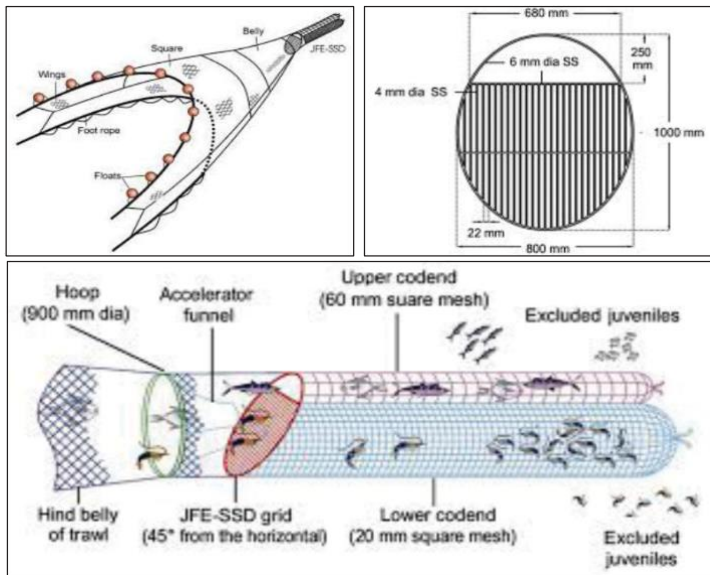 Belly
Square
JFE-SSD
Wings
Foot rope
Floats
680 mm
250
mm
6 mm dia SS
4 mm dia SS
1000 mm
22 mm
800 mm
Hoop
(900 mm dia)
Accelerator
funnel
Upper codend
(60 mm suare mesh)
Excluded juveniles
Hind belly
of trawl
JFE-SSD grid
(45° from the horizontal)
Lower codend
(20 mm square mesh)
Excluded
juveniles